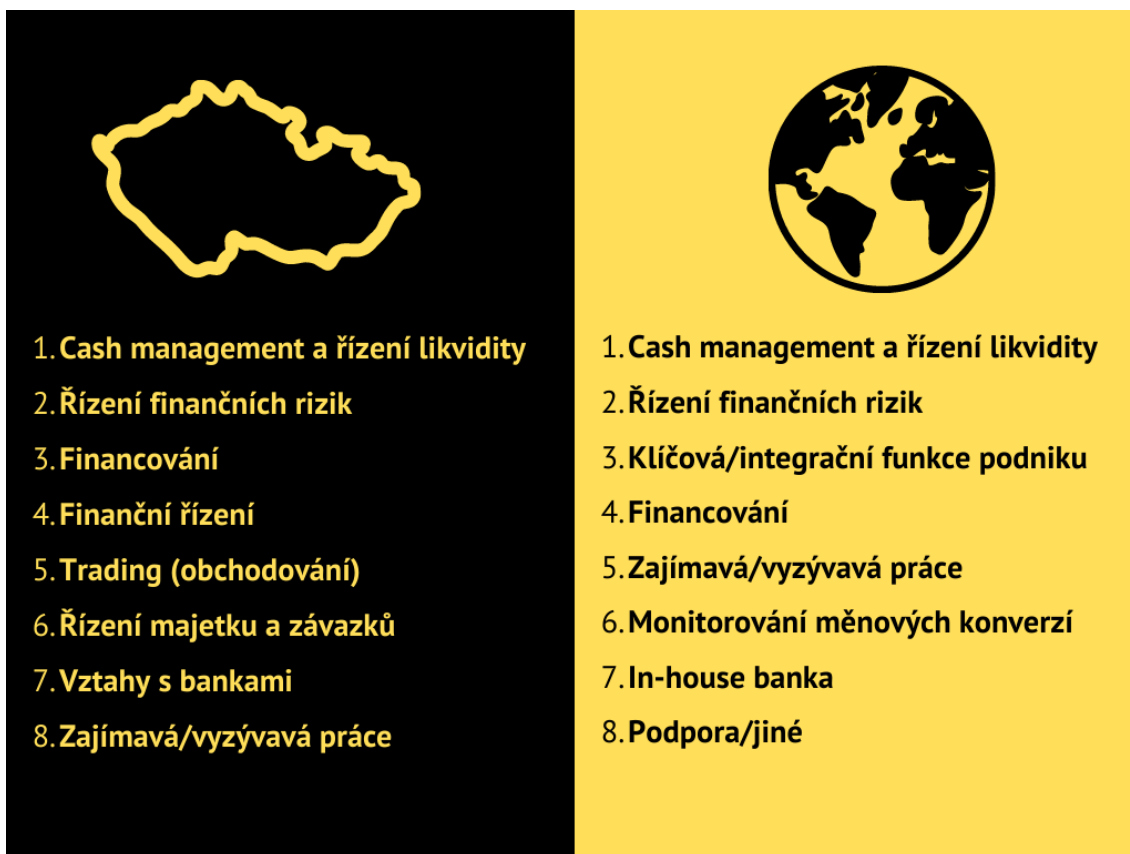 1. Cash management a řízení likvidity
2. Řízení finančních rizik
3. Financování
4. Finanční řízení
5. Trading (obchodování)
6. Řízení majetku a závazků
7. Vztahy s bankami
8. Zajímavá/vyzývavá práce
1. Cash management a řízení likvidity
2. Řízení finančních rizik
3. Klíčová/integrační funkce podniku
4. Financování
5. Zajímavá/vyzývavá práce
6. Monitorování měnových konverzí
7. In-house banka
8. Podpora/jiné